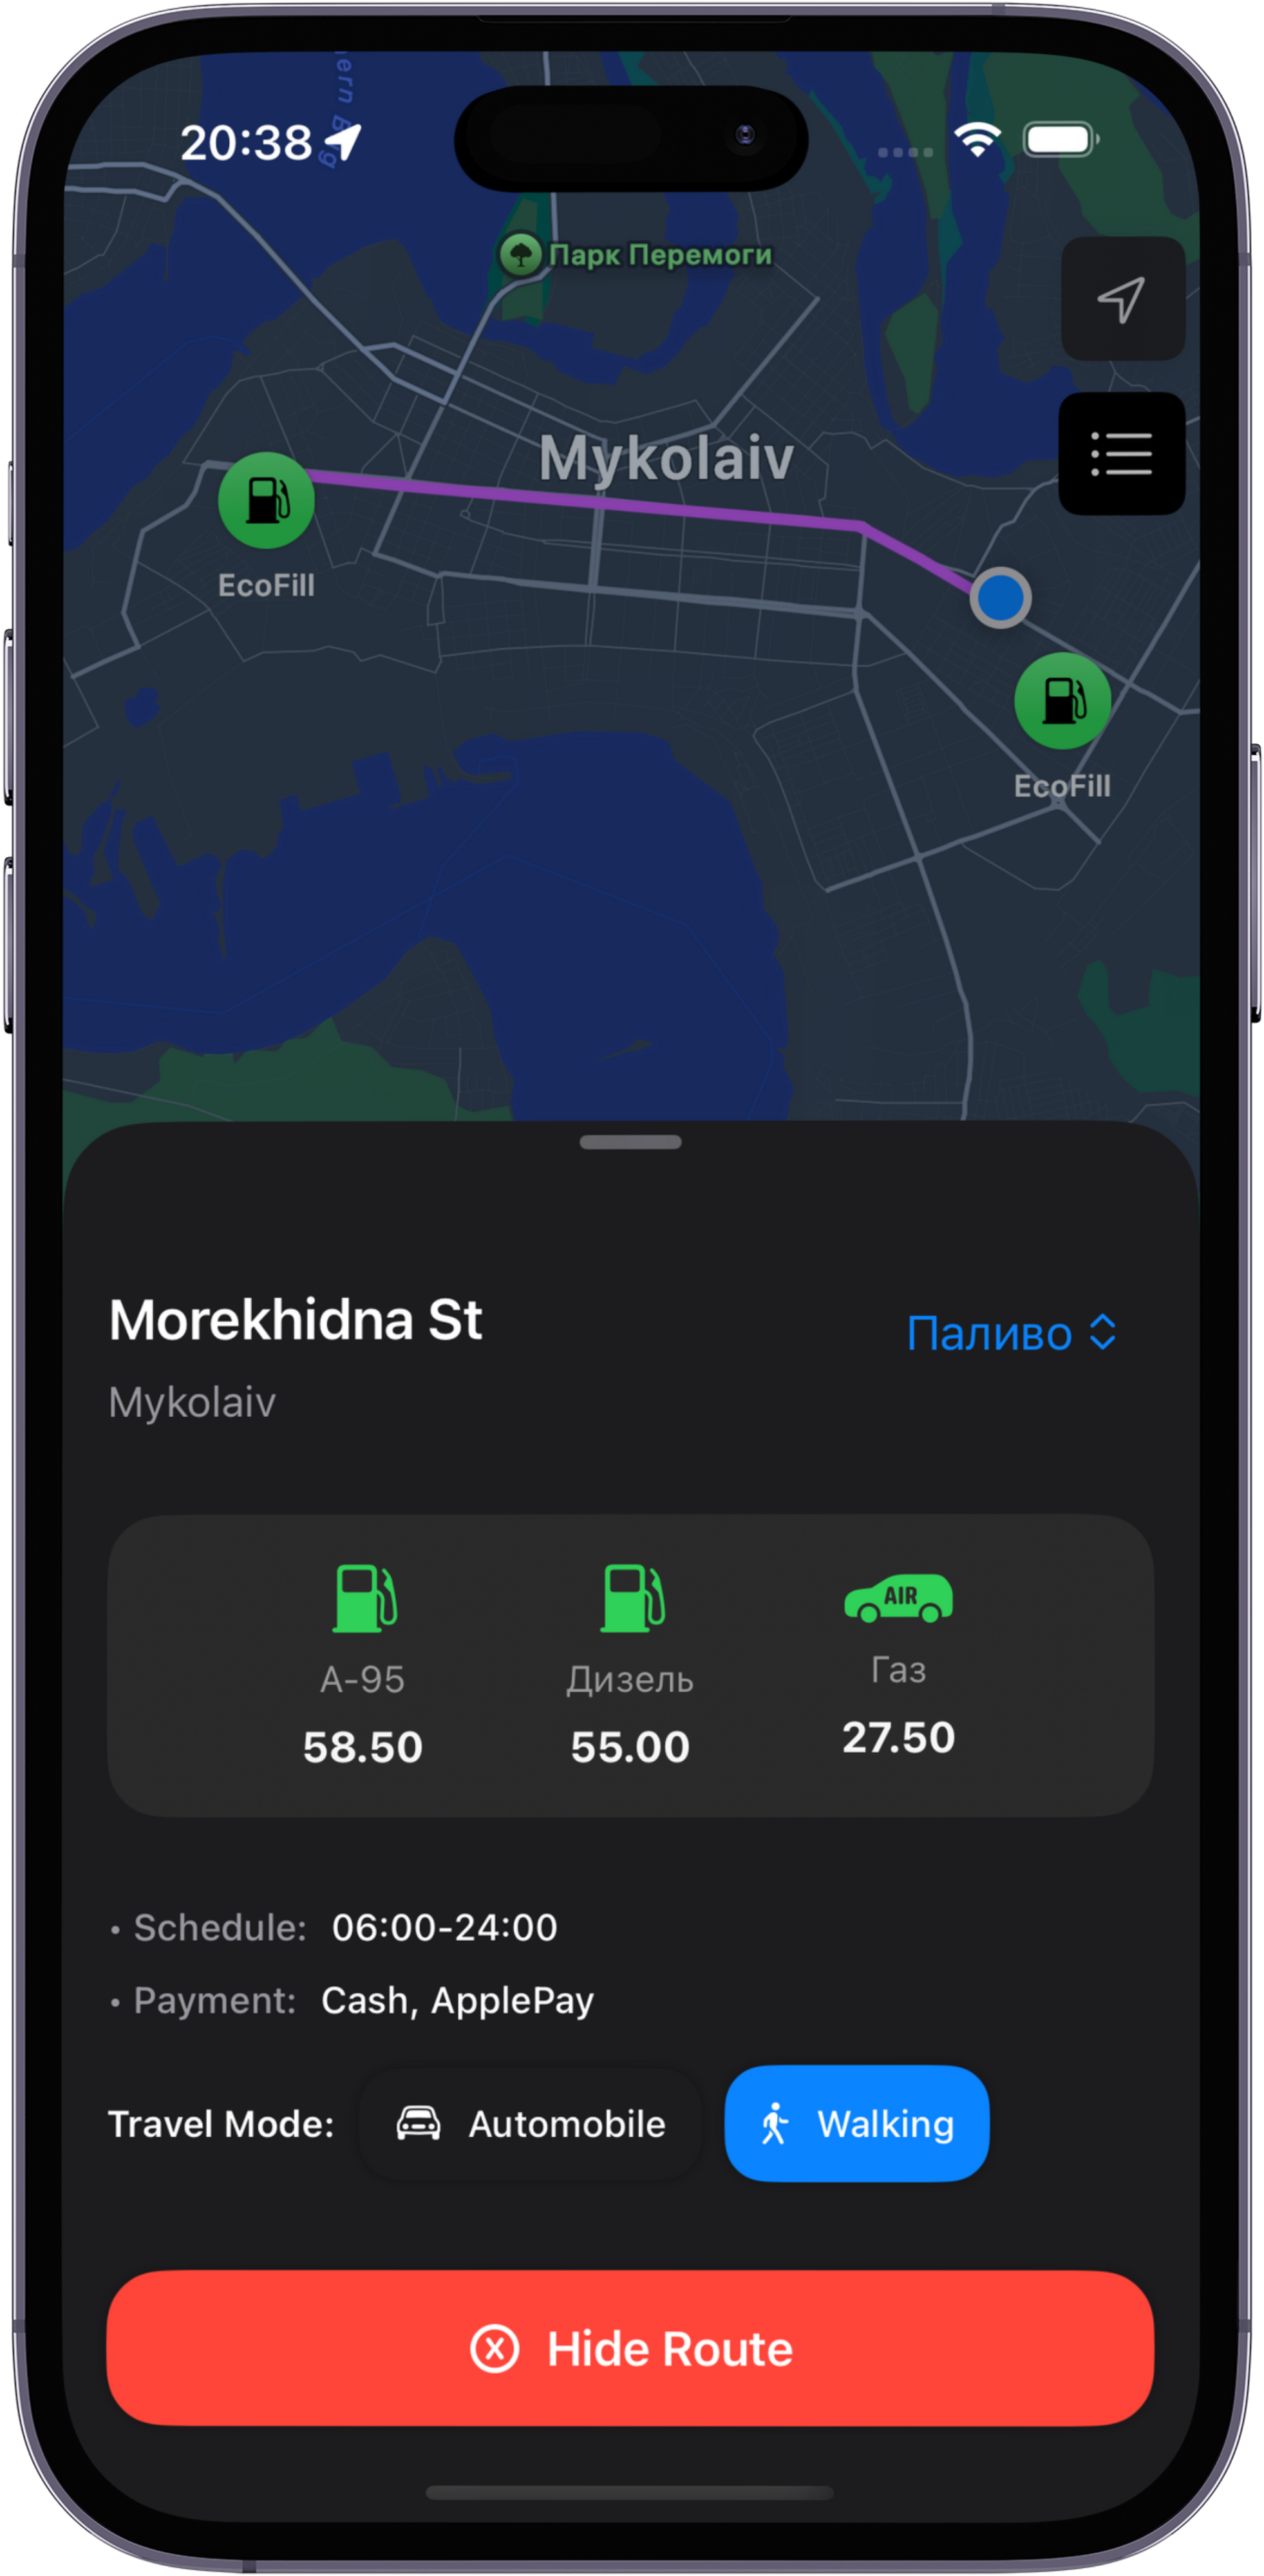 20:38
Парк Перемоги
Mykolaiv
EcoFill
EcoFill
Morekhidna St
Паливо
Mykolaiv
А-95
Дизель
AIR
Газ
58.50
55.00
27.50
• Schedule: 06:00-24:00
• Payment: Cash, ApplePay
Travel Mode: Automobile Walking
Hide Route